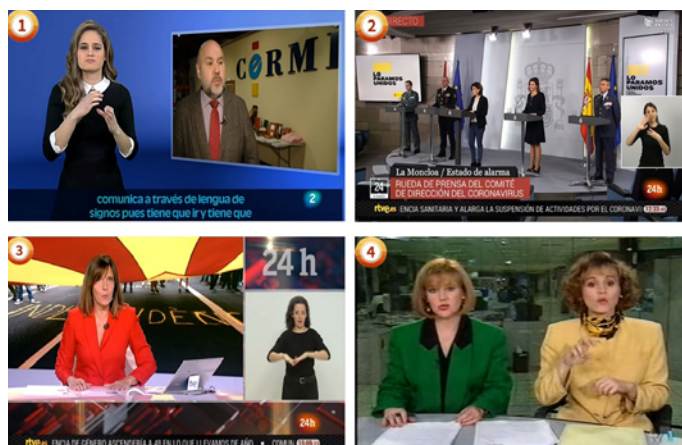 1
CERMI
comunica a través de lengua de
signos pues tiene que ir y tiene que
2
2
DIRECTO
LO
PARAMOS
UNIDOS
LO
PARAMOS
UNIDOS
La Moncloa / Estado de alarma
24
RUEDA DE PRENSA DEL COMITÉ
DE DIRECCIÓN DEL CORONAVIRUS
24h
rtve.es ENCIA SANITARIA Y ALARGA LA SUSPENSIÓN DE ACTIVIDADES POR EL CORONAVI
3
24 h
24h
rtve.es ENCIA DE GÉNERO ASCENDERÍA A 48 EN LO QUE LLEVAMOS DE AÑO • COMUN
4